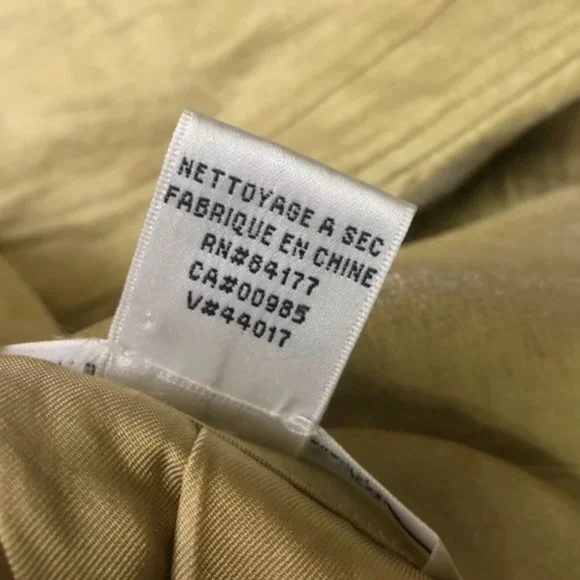 NETTOYAGE A SEC
FABRIQUE EN CHINE
RN#84177
CA#00985
V#44017